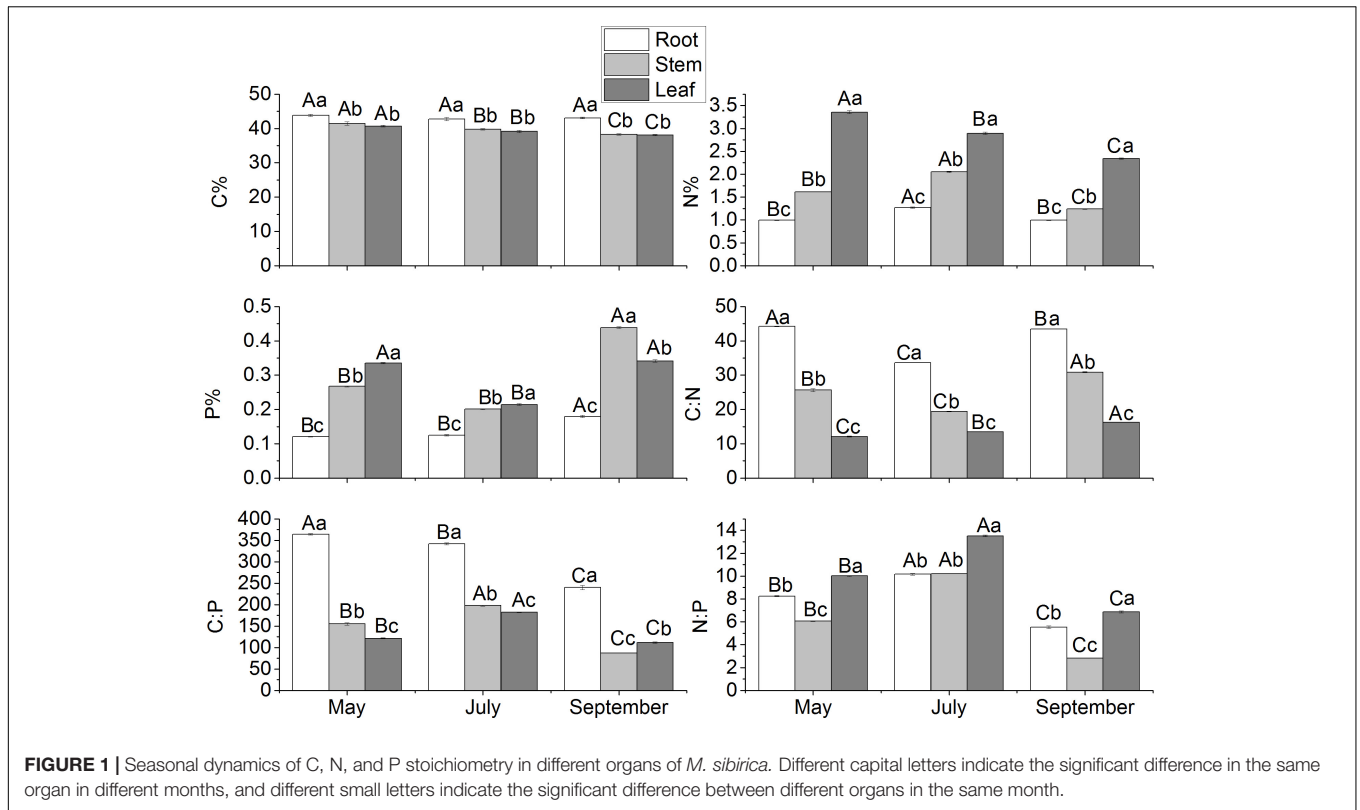 Root
Stem
Leaf
C%
50
40
30
20
10
0
Aa Ab Ab
Aa Bb Bb
Aa Cb Cb
N%
3.5
3.0
2.5
2.0
1.5
1.0
0.5
0.0
Bc Bb Aa
Ac Ab Ba
Bc Cb Ca
P%
0.5
0.4
0.3
0.2
0.1
0.0
Bc Bb Aa
Bc Bb Ba
Ac Aa Ab
C:N
50
40
30
20
10
0
Aa Bb Cc
Ca Cb Bc
Ba Ab Ac
C:P
400
350
300
250
200
150
100
50
0
Aa Bb Bc
Ba Ab Ac
Ca Cc Cb
May July September
N:P
14
12
10
8
6
4
2
0
Bb Bc Ba
Ab Ab Aa
Cb Cc Ca
May July September
FIGURE 1 | Seasonal dynamics of C, N, and P stoichiometry in different organs of M. sibirica. Different capital letters indicate the significant difference in the same
organ in different months, and different small letters indicate the significant difference between different organs in the same month.